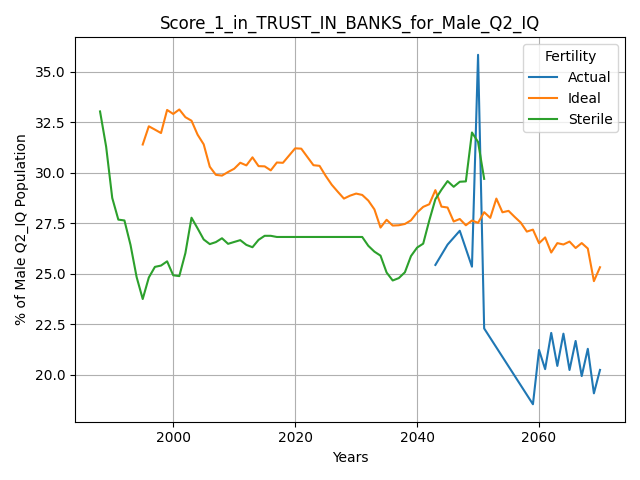 Score_1_in_TRUST_IN_BANKS_for_Male_Q2_IQ
% of Male Q2_IQ Population
35.0
32.5
30.0
27.5
25.0
22.5
20.0
Fertility
Actual
Ideal
Sterile
2000 2020 2040 2060
Years